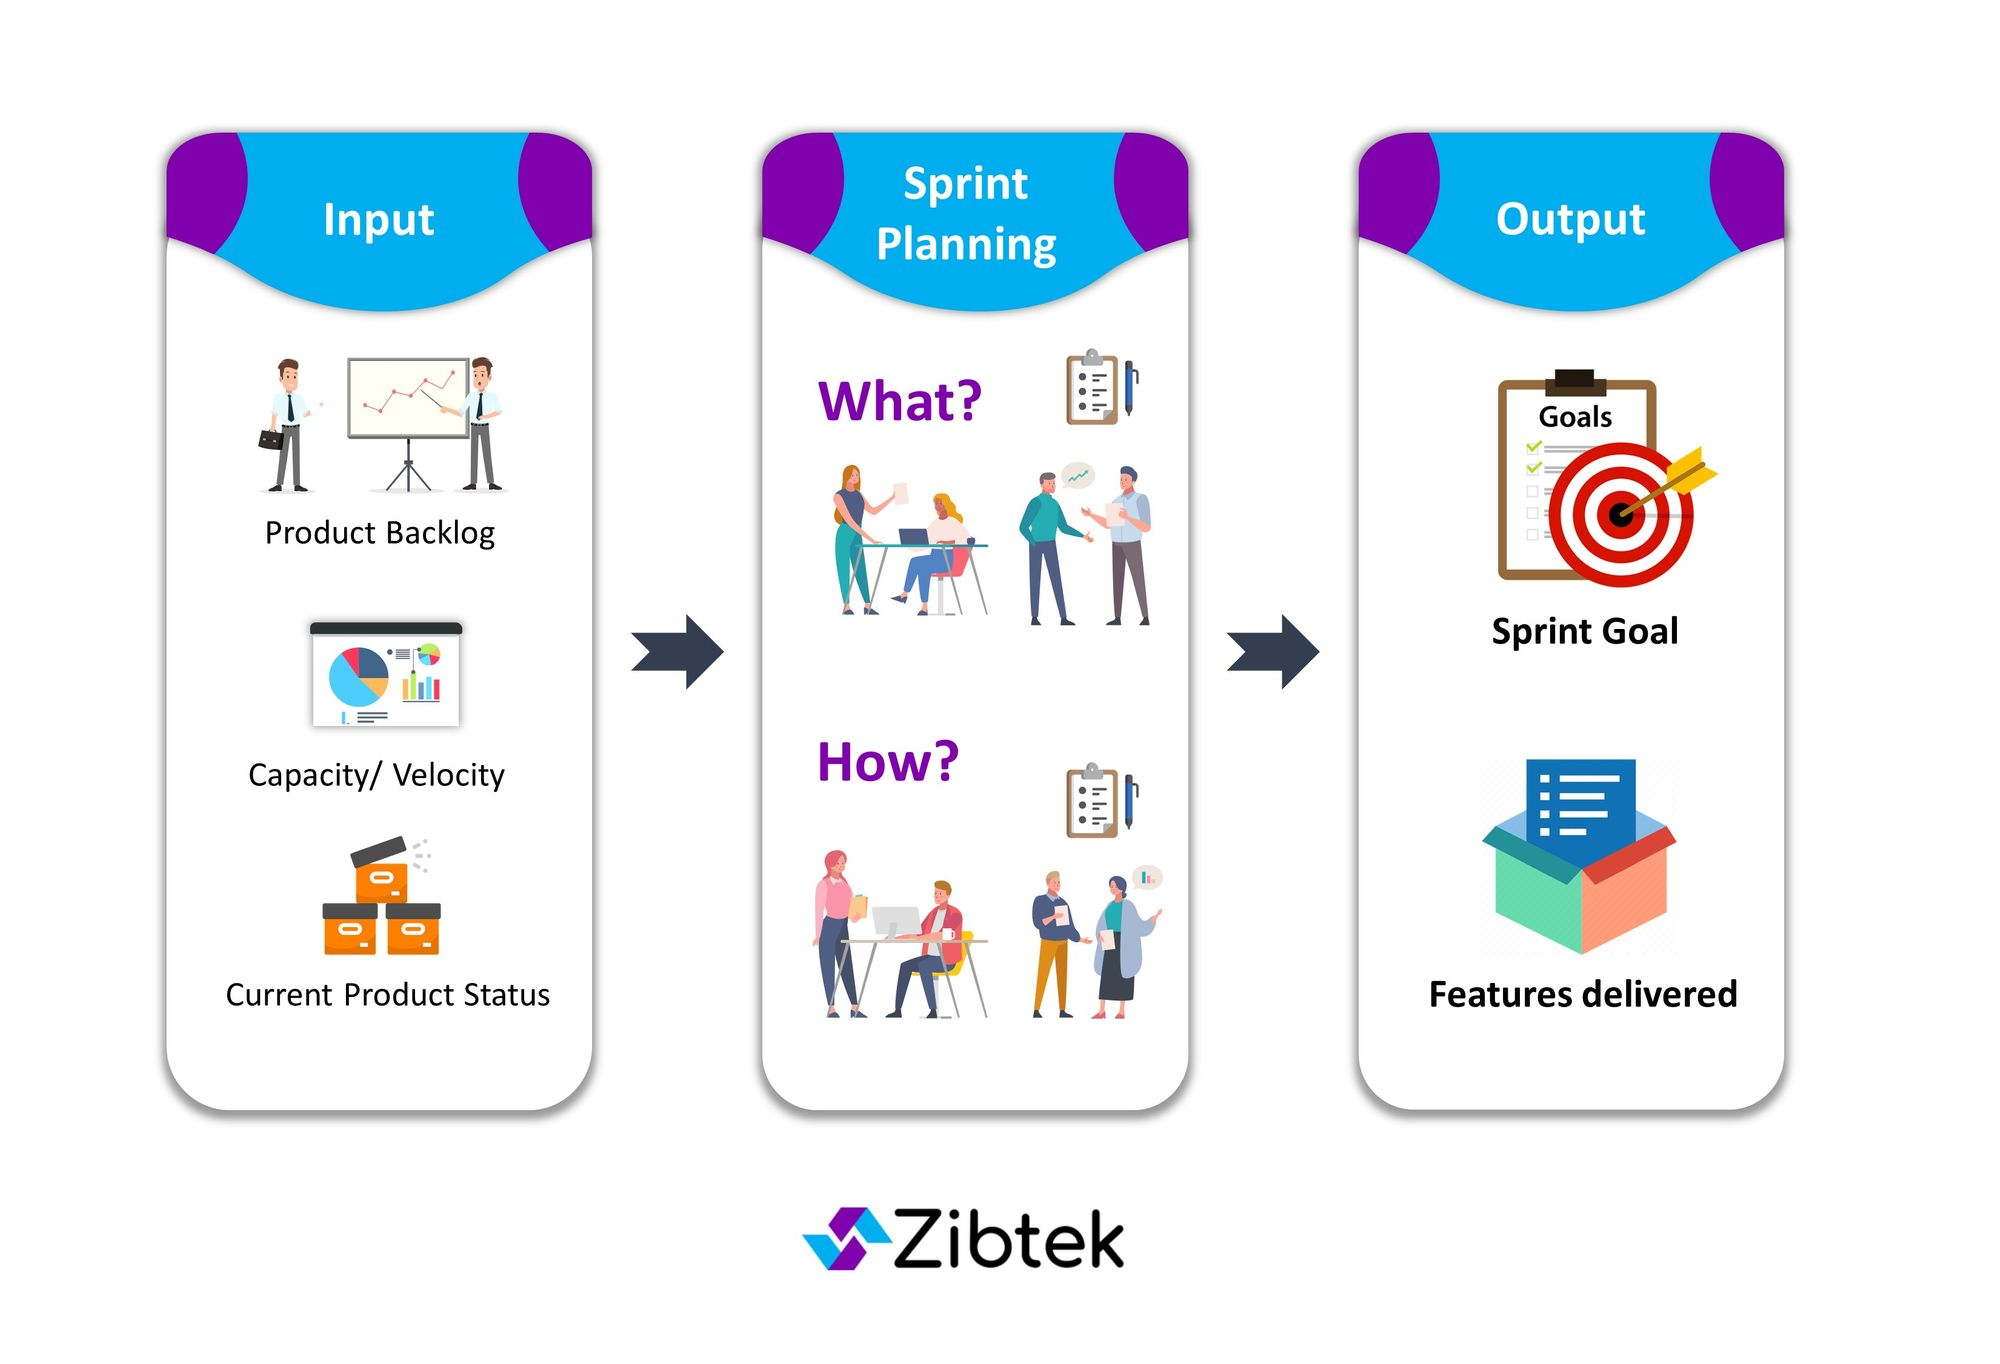 Input
Product Backlog
Capacity/ Velocity
Current Product Status
Sprint
Planning
What?
How?
Output
Goals
Sprint Goal
Features delivered
Zibtek